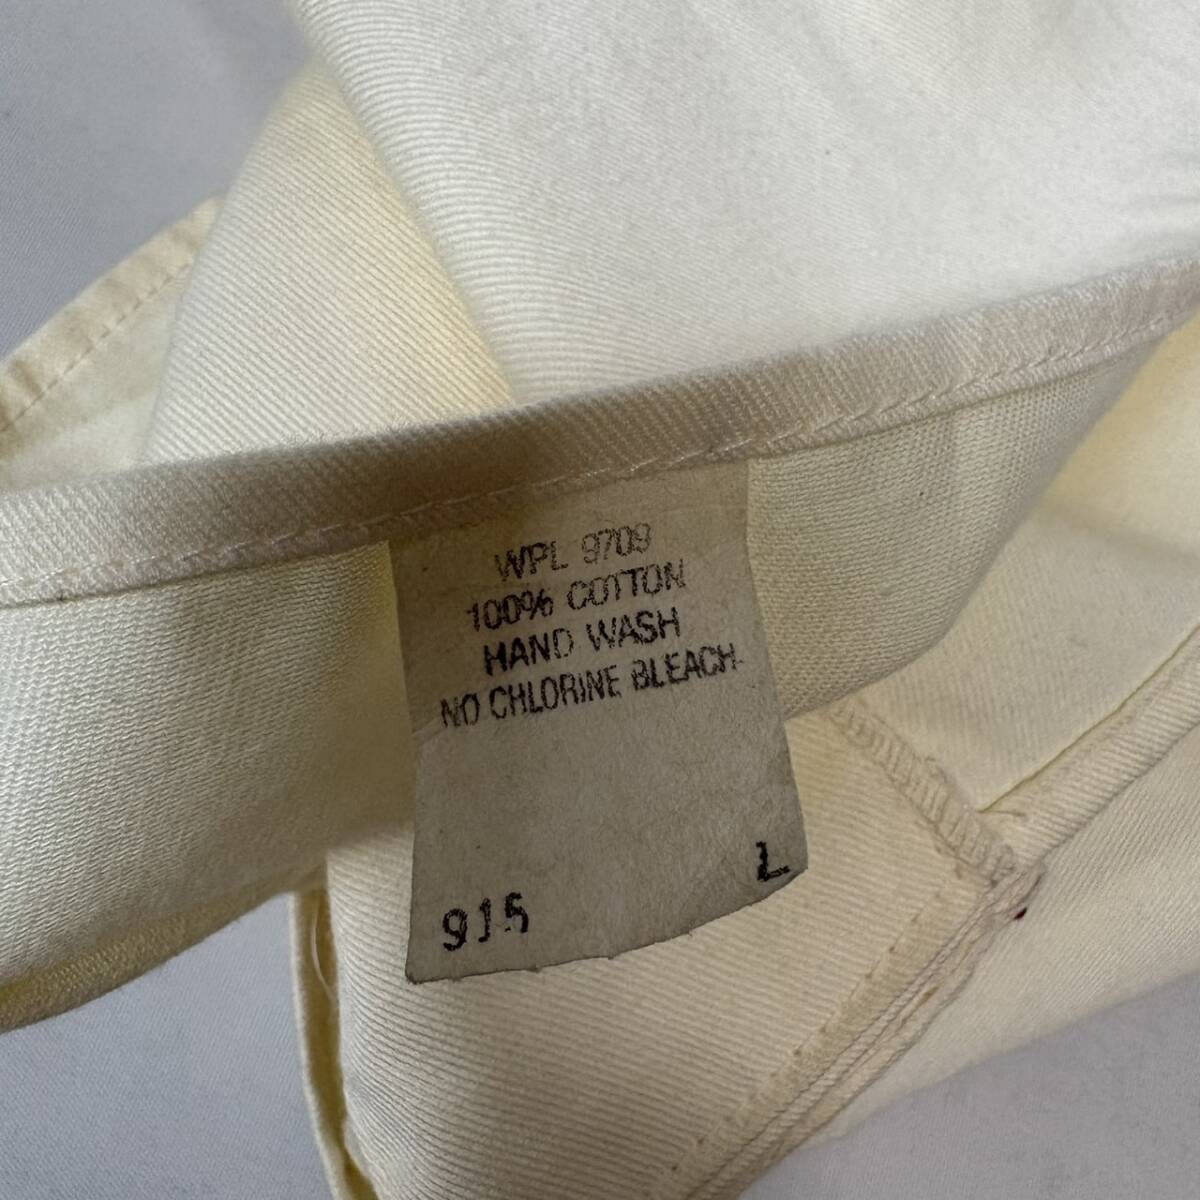 WPL 9709
100% COTTON
HAND WASH
NO CHLORINE BLEACH
915 L